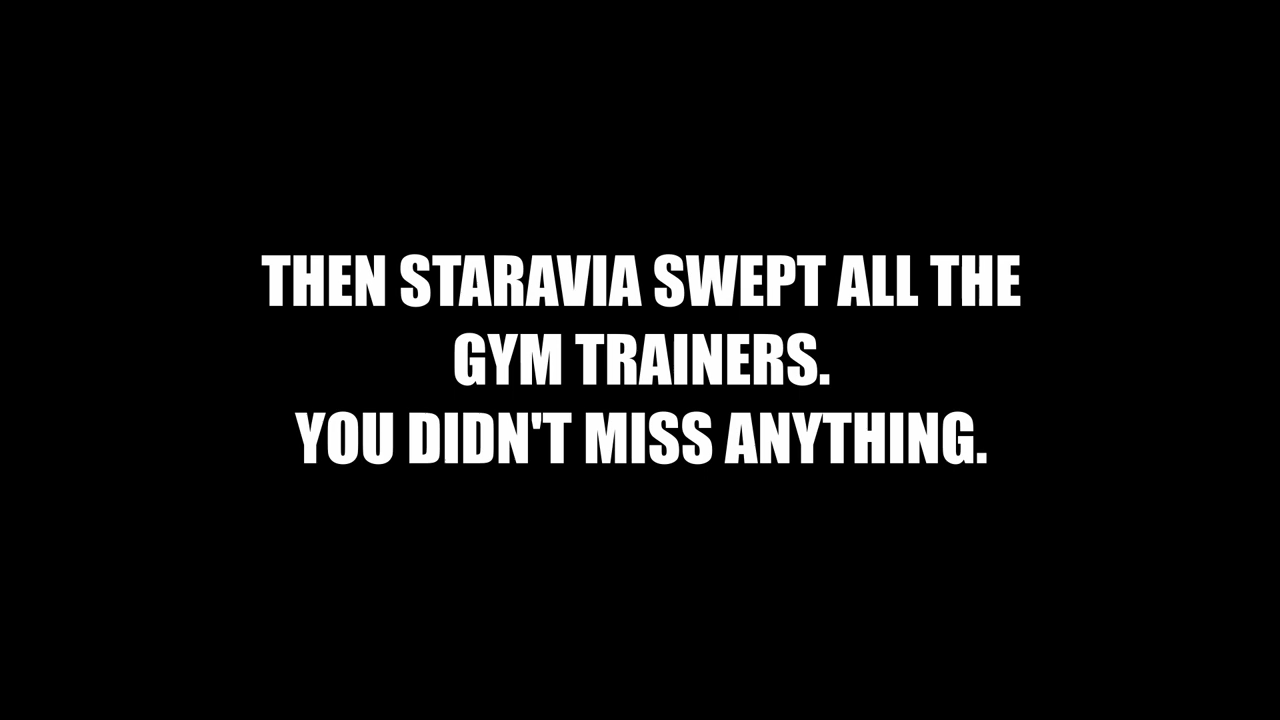 THEN STARAVIA SWEPT ALL THE
GYM TRAINERS.
YOU DIDN'T MISS ANYTHING.